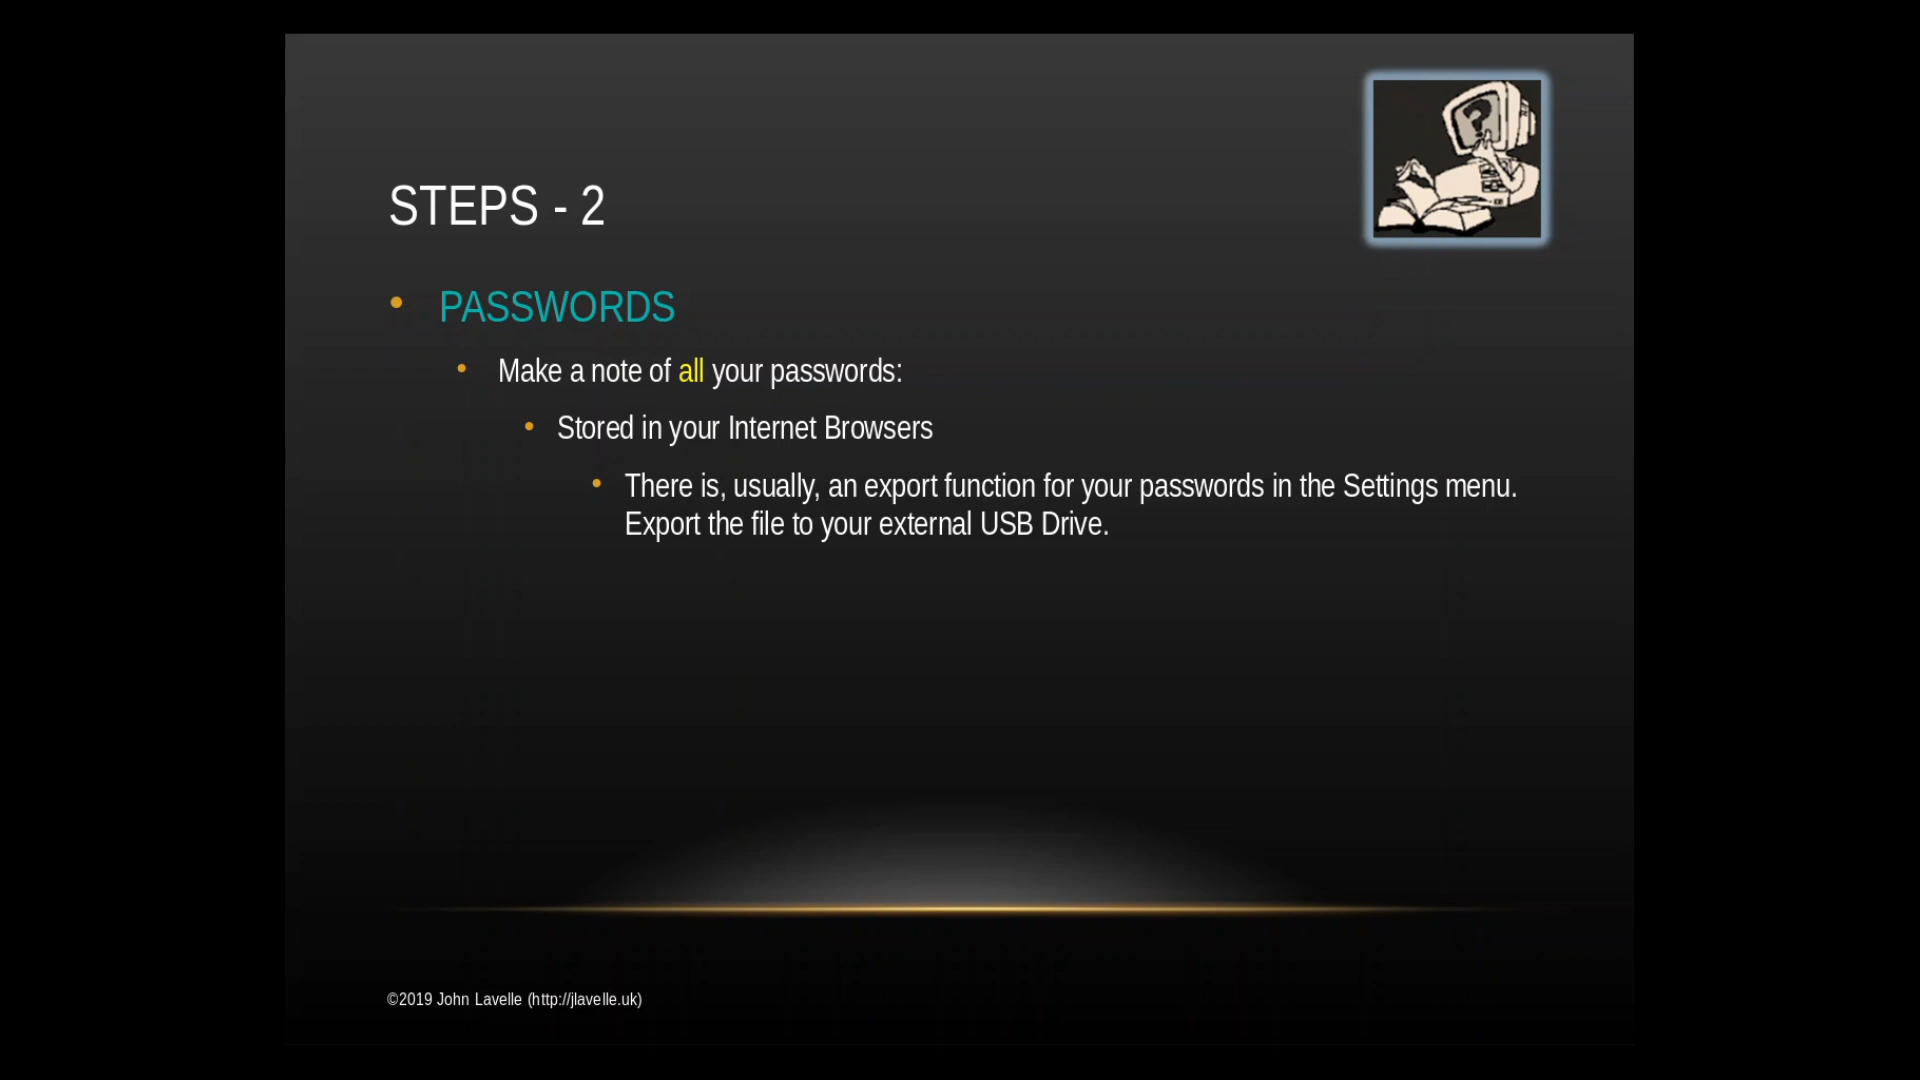 STEPS - 2
• PASSWORDS
• Make a note of all your passwords:
• Stored in your Internet Browsers
• There is, usually, an export function for your passwords in the Settings menu.
Export the file to your external USB Drive.
©2019 John Lavelle (http://jlavelle.uk)